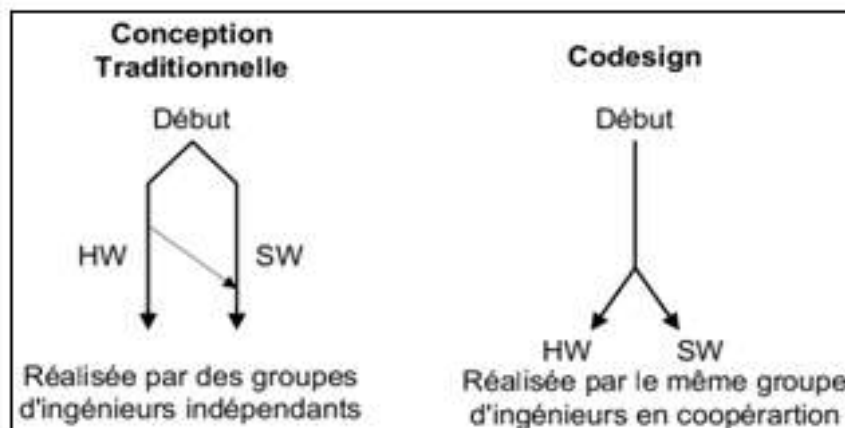 Conception
Traditionnelle
Début
HW
SW
Réalisée par des groupes
d'ingénieurs indépendants
Codesign
Début
HW
SW
Réalisée par le même groupe
d'ingénieurs en coopérartion